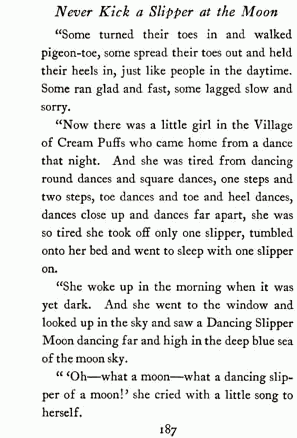 Never Kick a Slipper at the Moon
"Some turned their toes in and walked
pigeon-toe, some spread their toes out and held
their heels in, just like people in the daytime.
Some ran glad and fast, some lagged slow and
sorry.
"Now there was a little girl in the Village
of Cream Puffs who came home from a dance
that night. And she was tired from dancing
round dances and square dances, one steps and
two steps, toe dances and toe and heel dances,
dances close up and dances far apart, she was
so tired she took off only one slipper, tumbled
onto her bed and went to sleep with one slipper
on.
"She woke up in the morning when it was
yet dark. And she went to the window and
looked up in the sky and saw a Dancing Slipper
Moon dancing far and high in the deep blue sea
of the moon sky.
" 'Oh—what a moon—what a dancing slip-
per of a moon!' she cried with a little song to
herself.
187